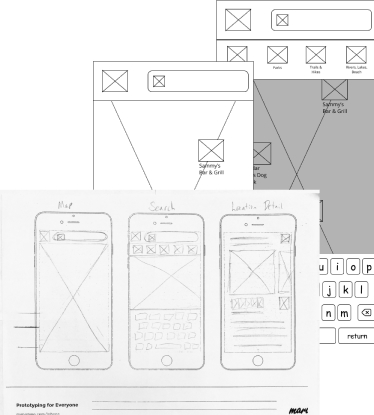 Parks
Trails &
Hikes
Rivers, Lakes,
Beach
Sammy's
Bar & Grill
Sammy's
Bar & Grill
Dog
u i o p
j k l
n m
return
Map Search Location Detail
Prototyping for Everyone